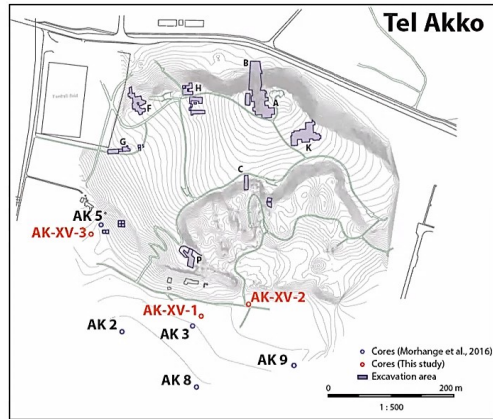 Tel Akko
B
H
A
F
K
G
C
AK 5
AK-XV-3
P
AK-XV-2
AK-XV-1
AK 2
AK 3
AK 9
AK 8
Cores (Morhange et al., 2016)
Cores (This study)
Excavation area
0 200 m
1 : 500